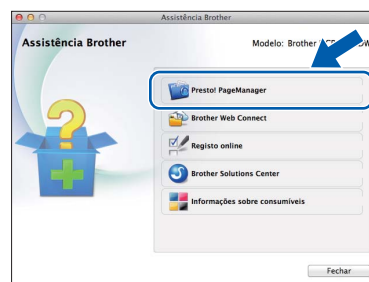 Assistência Brother
Assistência Brother
Modelo: Brother
Presto! PageManager
Brother Web Connect
Registo online
Brother Solutions Center
Informações sobre consumíveis
Fechar